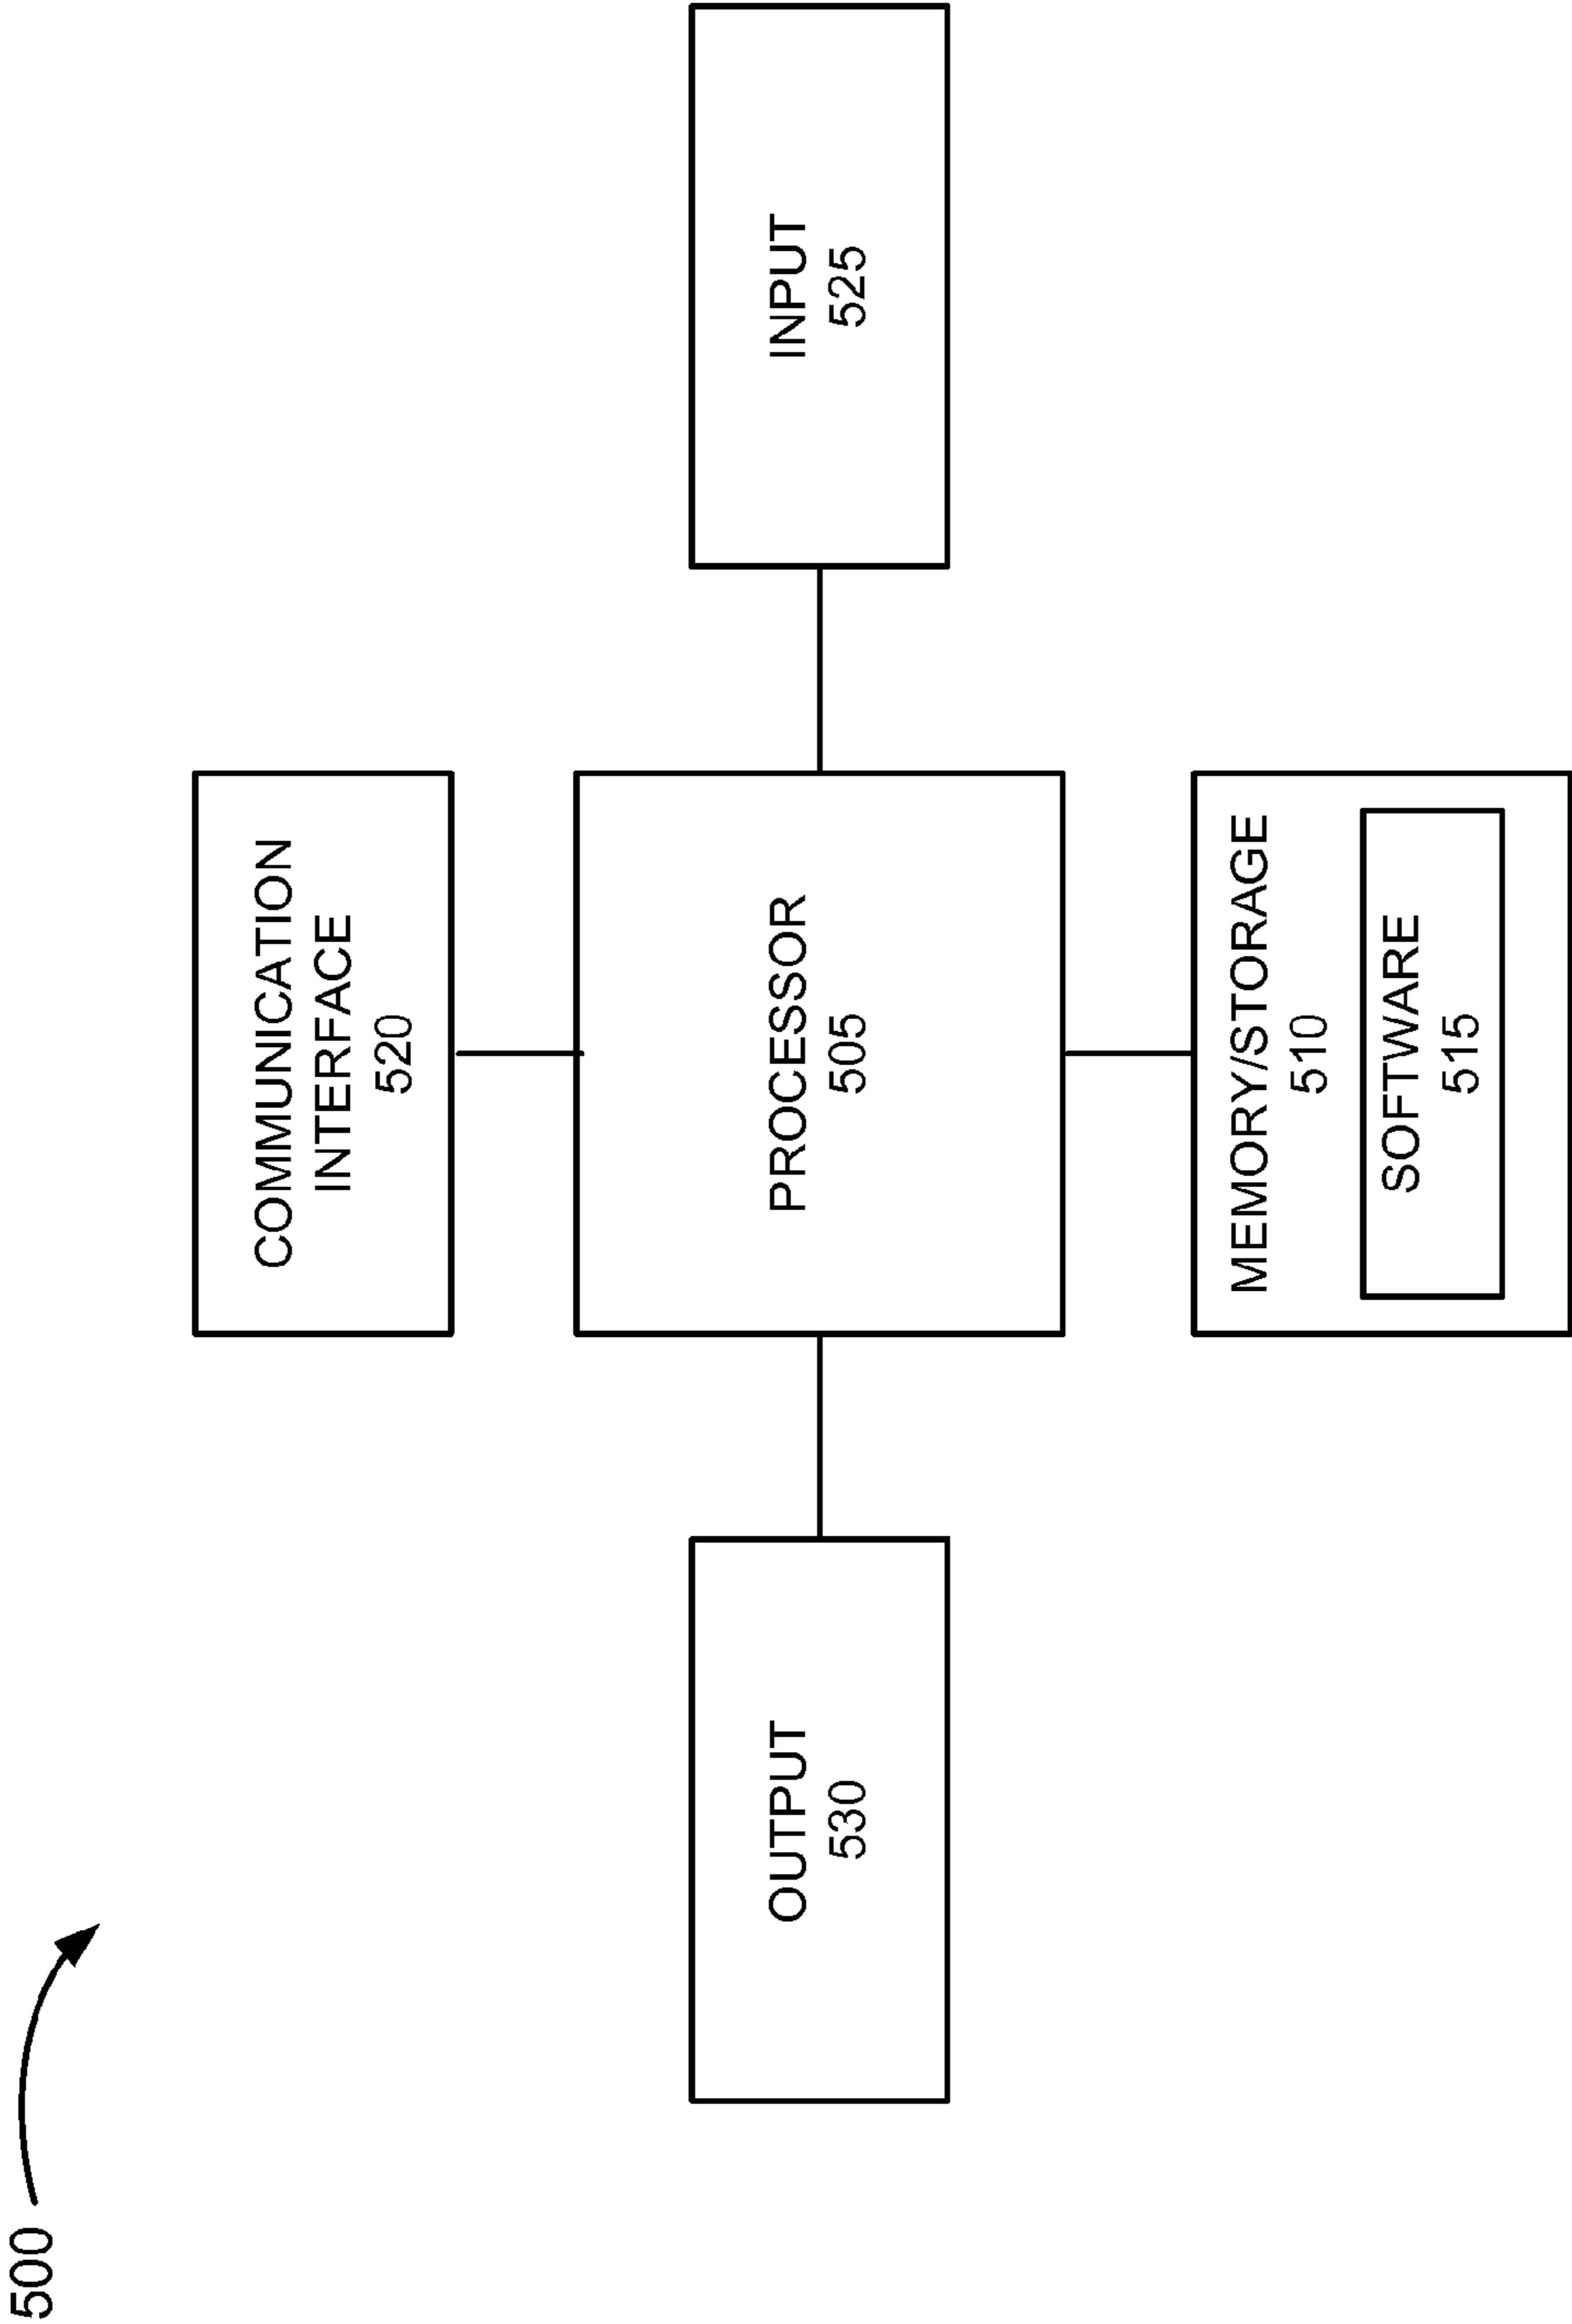 500
COMMUNICATION
INTERFACE
520
OUTPUT
530
PROCESSOR
505
INPUT
525
MEMORY/STORAGE
510
SOFTWARE
515